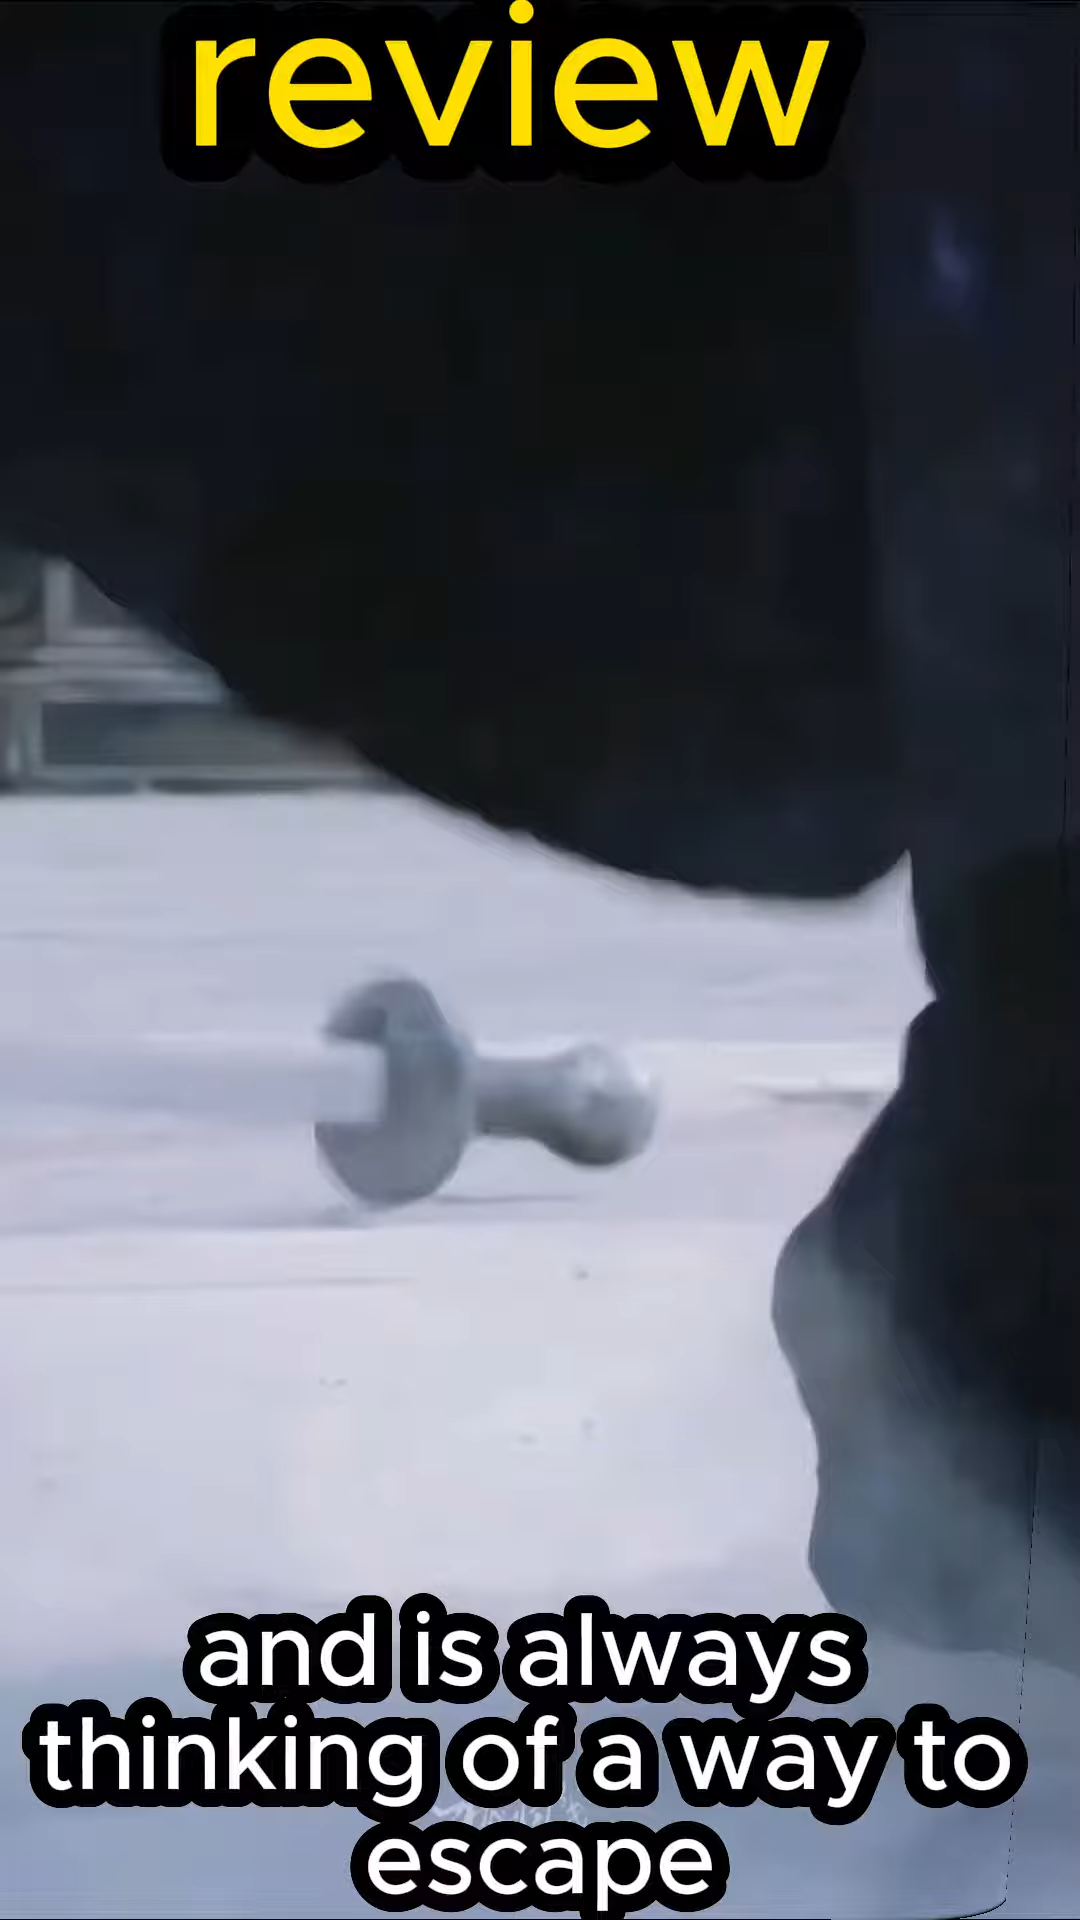 review
and is always
thinking of a way to
escape